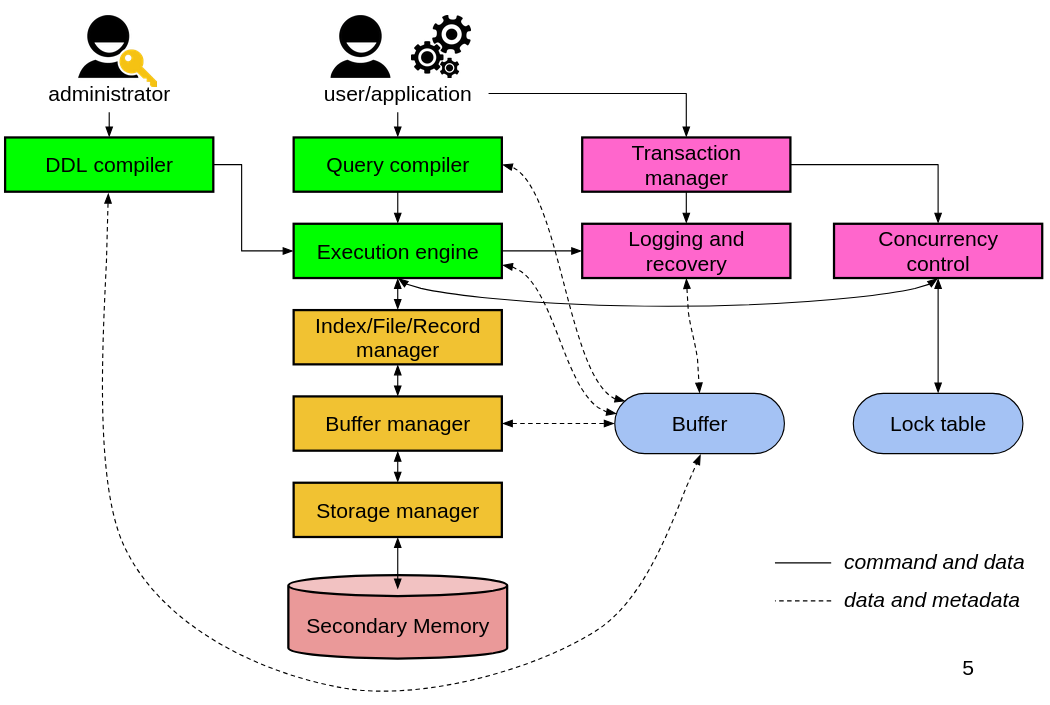 administrator
user/application
DDL compiler
Query compiler
Transaction
manager
Execution engine
Logging and
recovery
Concurrency
control
Index/File/Record
manager
Buffer manager
Buffer
Lock table
Storage manager
command and data
data and metadata
Secondary Memory
5